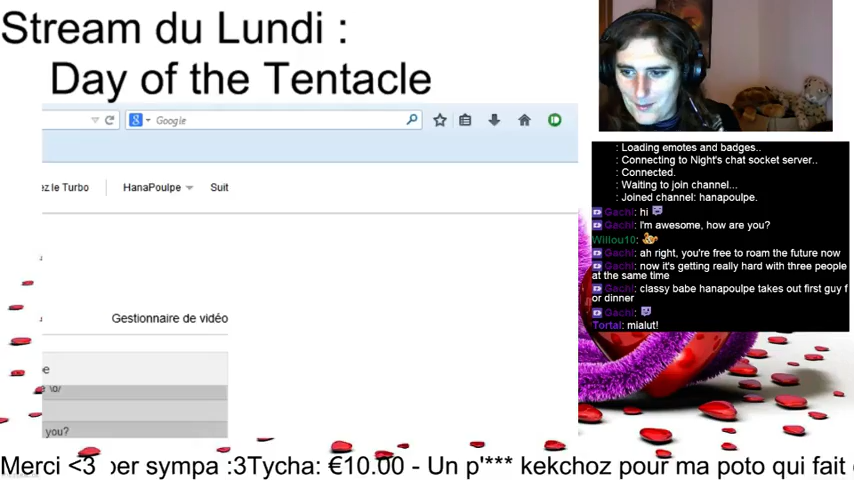 Stream du Lundi :
Day of the Tentacle
Google
ez le Turbo
HanaPoulpe
Suit
Gestionnaire de vidéo
you?
: Loading emotes and badges..
: Connecting to Night's chat socket server..
: Connected.
: Waiting to join channel...
: Joined channel: hanapoulpe.
Gachi: hi
Gachi: I'm awesome, how are you?
Willou10:
Gachi: ah right, you're free to roam the future now
Gachi: now it's getting really hard with three people
at the same time
Gachi: classy babe hanapoulpe takes out first guy f
or dinner
Gachi:
Tortal: mialut!
Merci <3 per sympa :3Tycha: €10.00 - Un p'*** kekchoz pour ma poto qui fait